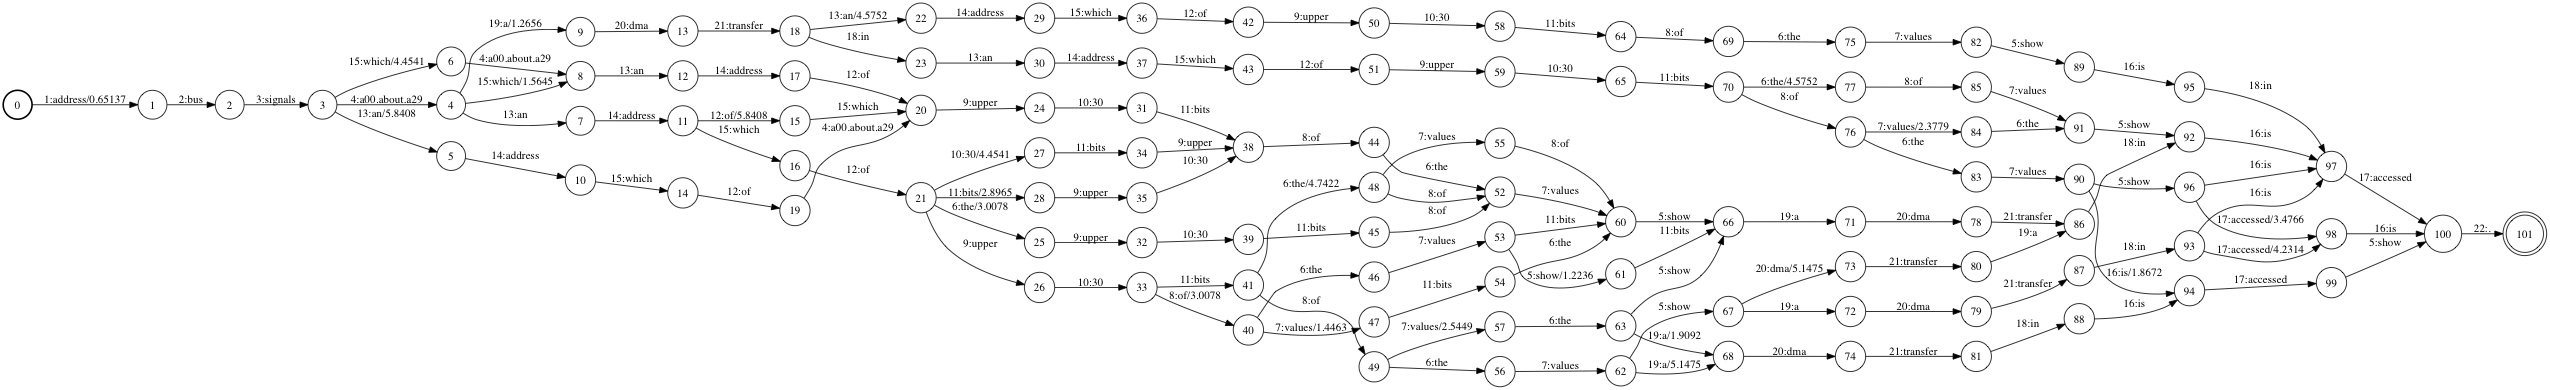 19:a/1.2656 20:dma 21:transfer 13:an/4.5752 14:address 15:which 12:of 9:upper 10:30 11:bits 8:of 6:the 7:values 5:show 16:is 18:in
9 13 18 22 29 36 42 50 58 64 69 75 82 89 95
18:in 13:an 14:address 15:which 12:of 9:upper 10:30 11:bits 6:the/4.5752 8:of 7:values
23 30 37 43 51 59 65 70 77 85 91
15:which/4.4541 4:a00.about.a29 15:which/1.5645 13:an 14:address 12:of
6 8 12 17 20
1:address/0.65137 2:bus 3:signals 4:a00.about.a29 13:an 14:address 12:of/5.8408 15:which 9:upper 10:30 11:bits 8:of 7:values 8:of
0 1 2 3 4 7 11 15 24 31 38 44 55
8:of 7:values/2.3779 6:the 5:show 16:is
76 84 92 97
13:an/5.8408 14:address 15:which 12:of 4:a00.about.a29
5 10 14 19
15:which 12:of 10:30/4.4541 11:bits 9:upper 10:30
16 21 27 34
11:bits/2.8965 9:upper 6:the/4.7422 8:of 6:the 7:values
28 35 48 52 60
6:the 7:values 5:show 16:is 17:accessed
83 90 96
6:the/3.0078 9:upper 10:30 11:bits 8:of
25 32 39 45
7:values 11:bits 5:show 19:a 20:dma 21:transfer 18:in
53 66 71 78 86
17:accessed/3.4766 16:is 22:.
98 100 101
9:upper 10:30 11:bits 6:the 7:values 5:show/1.2236 11:bits
26 33 41 46 61
20:dma/5.1475 21:transfer 19:a 18:in 16:is 17:accessed/4.2314
73 80 93
8:of/3.0078 7:values/1.4463 11:bits 6:the
40 47 54
5:show 19:a 20:dma 21:transfer 16:is/1.8672 17:accessed 5:show
67 72 79 87 94 99
8:of 7:values/2.5449 6:the 5:show 19:a/1.9092
49 57 63
6:the 7:values 19:a/5.1475 20:dma 21:transfer 18:in 16:is
56 62 68 74 81 88